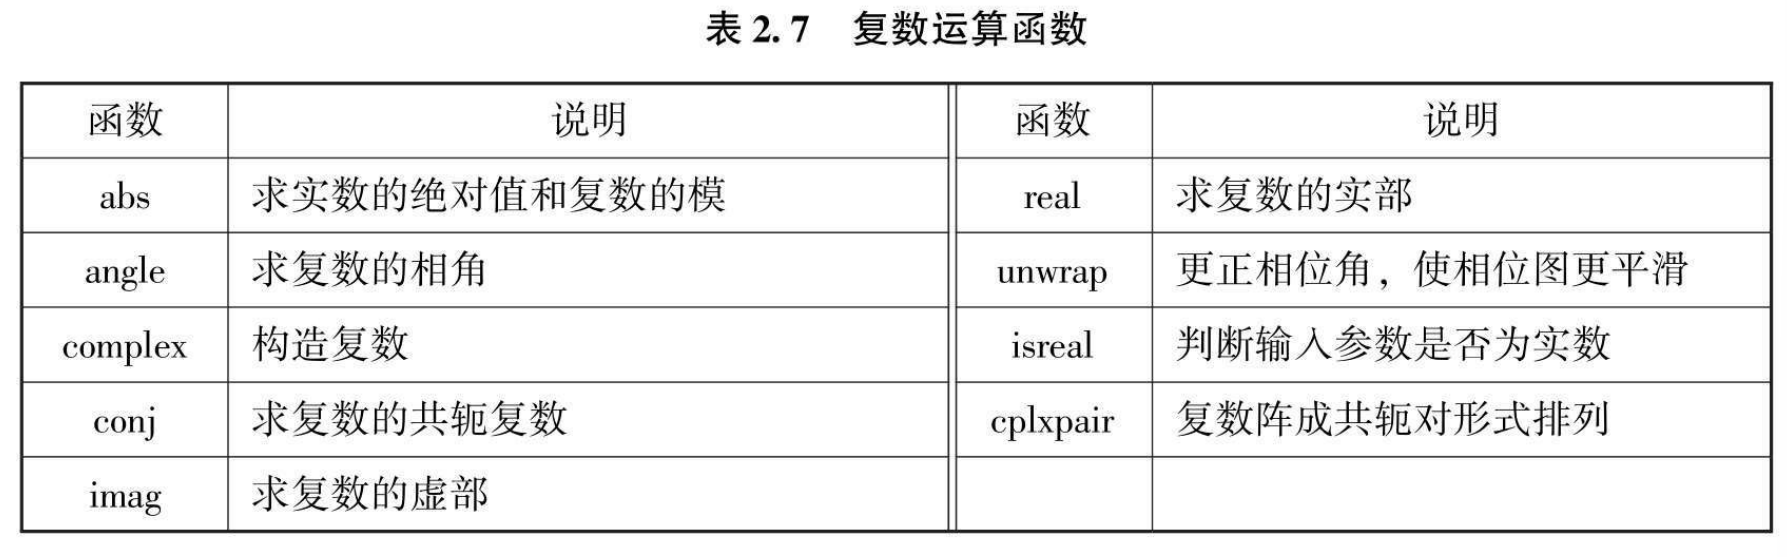 表2.7 复数运算函数
函数 说明 函数 说明
abs 求实数的绝对值和复数的模 real 求复数的实部
angle 求复数的相角 unwrap 更正相位角，使相位图更平滑
complex 构造复数 isreal 判断输入参数是否为实数
conj 求复数的共轭复数 cplxpair 复数阵成共轭对形式排列
imag 求复数的虚部